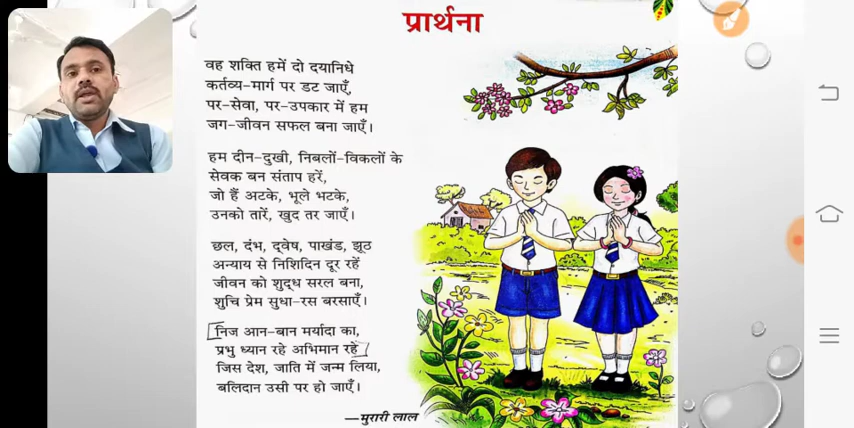 प्रार्थना
वह शक्ति हमें दो दयानिधे
कर्तव्य-मार्ग पर डट जाएँ,
पर-सेवा, पर-उपकार में हम
जग-जीवन सफल बना जाएँ।
हम दीन-दुखी, निबलों-विकलों के
सेवक बन संताप हरें,
जो हैं अटके, भूले भटके,
उनको तारें, खुद तर जाएँ।
छल, दंभ, द्वेष, पाखंड, झूठ
अन्याय से निशिदिन दूर रहें
जीवन को शुद्ध सरल बना,
शुचि प्रेम सुधा-रस बरसाएँ।
निज आन-बान मर्यादा का,
प्रभु ध्यान रहे अभिमान रहे
जिस देश, जाति में जन्म लिया,
बलिदान उसी पर हो जाएँ।
—मुरारी लाल